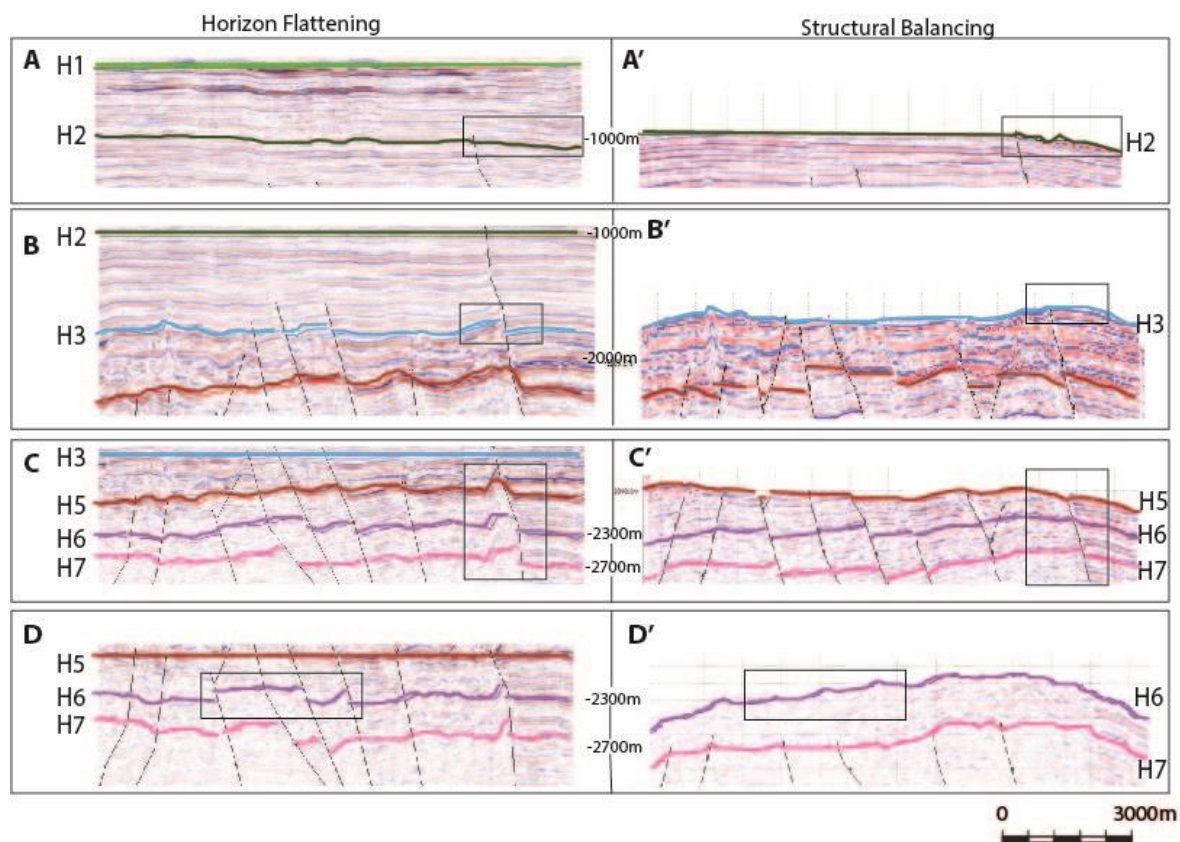 Horizon Flattening
Structural Balancing
A
H1
H2
-1000m
A'
H2
B
H2
-1000m
H3
-2000m
B'
H3
C
H3
H5
H6
-2300m
H7
-2700m
C'
H5
H6
H7
D
H5
H6
-2300m
H7
-2700m
D'
H6
H7
0 3000m